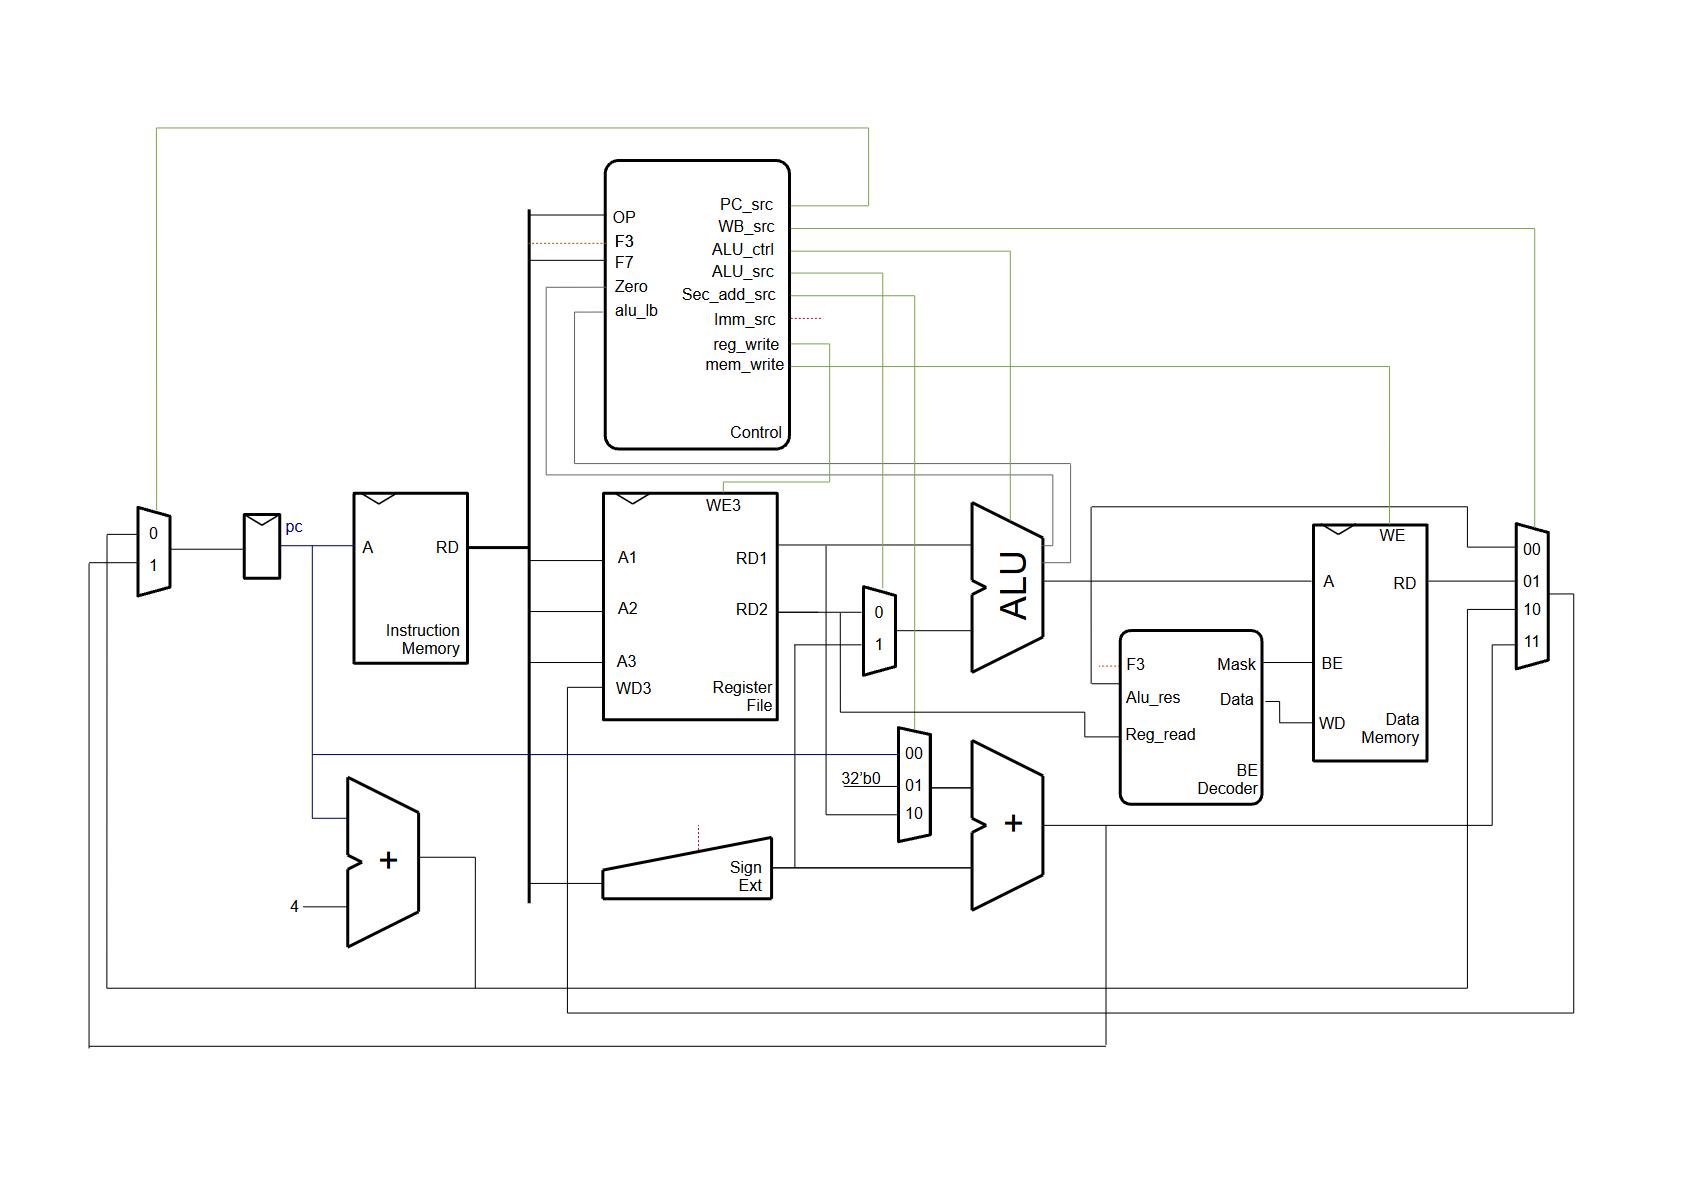 PC_src
OP
WB_src
F3
ALU_ctrl
F7
ALU_src
Zero
Sec_add_src
alu_lb
Imm_src
reg_write
mem_write
Control
0
1
pc
A
RD
Instruction
Memory
WE3
A1
RD1
A2
RD2
A3
WD3
Register
File
0
1
ALU
F3
Mask
Alu_res
Data
Reg_read
BE
Decoder
WE
A
RD
BE
WD
Data
Memory
00
01
10
11
00
32'b0
01
10
+
Sign
Ext
+
4